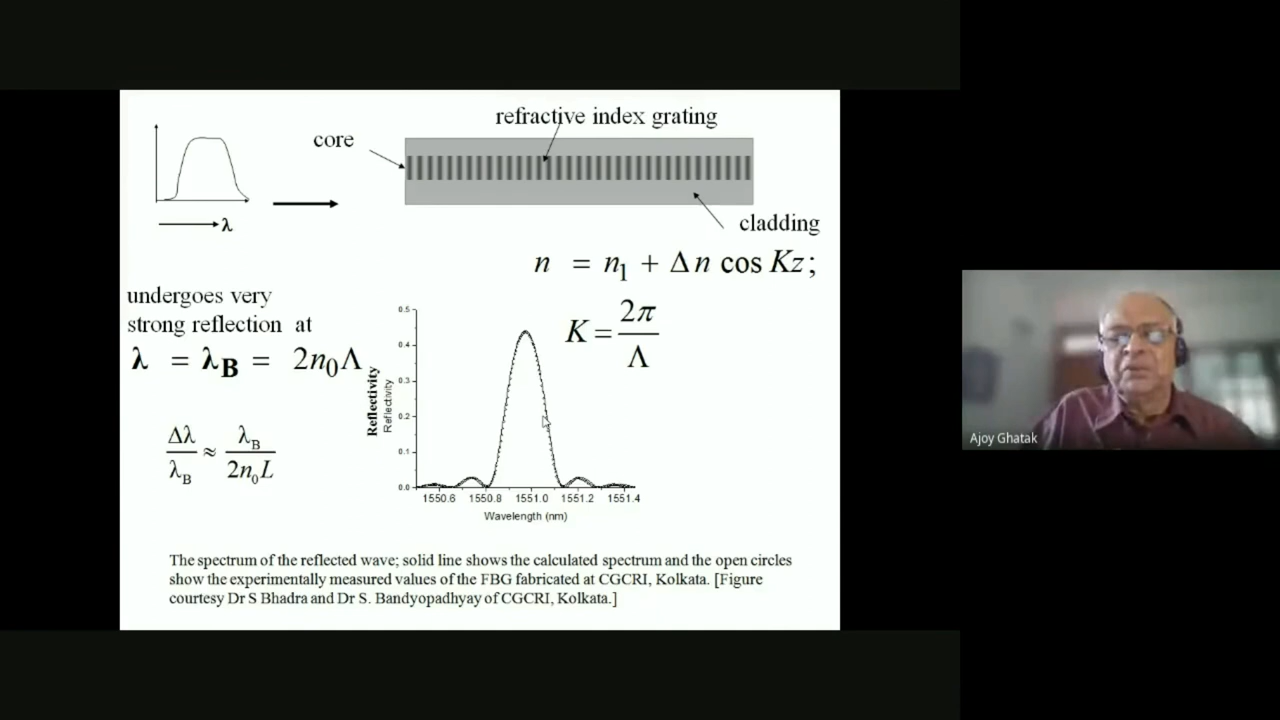 refractive index grating
core
λ
cladding
n = n₁ + Δn cos Kz;
undergoes very
strong reflection at
λ = λ_B = 2n₀Λ
K = 2π/Λ
Δλ/λ_B ≈ λ_B/2n₀L
Reflectivity
Reflectivity
0.5
0.4
0.3
0.2
0.1
0.0
1550.6 1550.8 1551.0 1551.2 1551.4
Wavelength (nm)
The spectrum of the reflected wave; solid line shows the calculated spectrum and the open circles
show the experimentally measured values of the FBG fabricated at CGCRI, Kolkata. [Figure
courtesy Dr S Bhadra and Dr S. Bandyopadhyay of CGCRI, Kolkata.]
Ajoy Ghatak